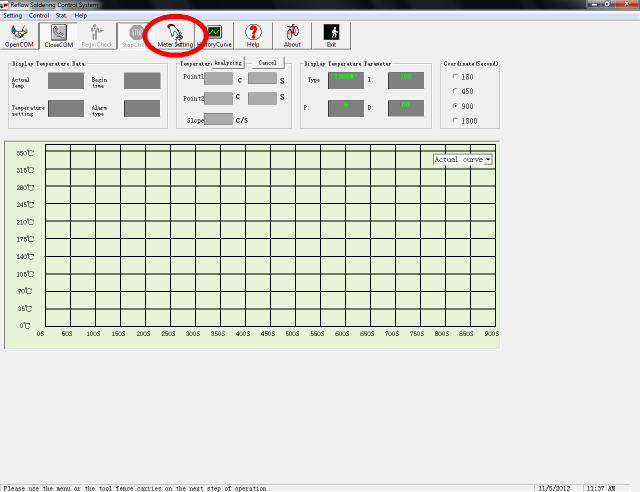 Reflow Soldering Control System
Setting Control Stat. Help
OpenCOM CloseCOM BeginCheck StopCheck Meter Setting HistoryCurve Help About Exit
Display Temperature Data
Actual Temp.
Begin time
Temperature setting
Alarm type
Temperature Analyzing Cancel
Point1 C S
Point2 C S
Slope C/S
Display Temperature Parameter
Type I:
P: D:
Coordinate(Second)
180
450
900
1800
Actual curve
350℃
315℃
280℃
245℃
210℃
175℃
140℃
105℃
70℃
35℃
0℃
0S 50S 100S 150S 200S 250S 300S 350S 400S 450S 500S 550S 600S 650S 700S 750S 800S 850S 900S
Please use the menu or the tool fence carries on the next step of operation 11/5/2012 11:37 AM